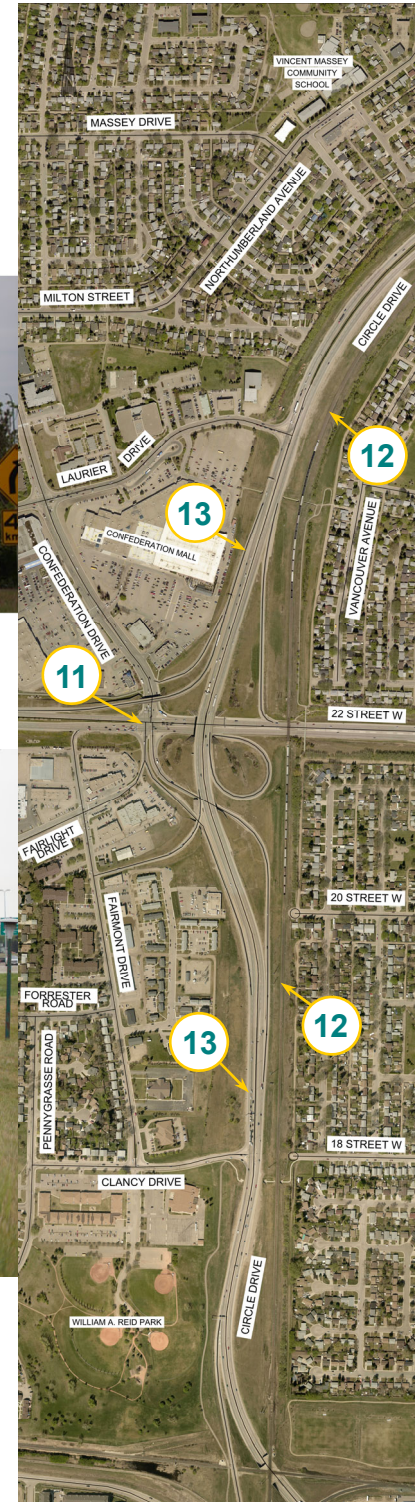 VINCENT MASSEY
COMMUNITY
SCHOOL
MASSEY DRIVE
NORTHUMBERLAND AVENUE
MILTON STREET
CIRCLE DRIVE
12
LAURIER
DRIVE
13
CONFEDERATION MALL
VANCOUVER AVENUE
CONFEDERATION DRIVE
11
22 STREET W
FAIRLIGHT
DRIVE
FAIRMONT DRIVE
20 STREET W
FORRESTER
ROAD
12
13
PENNYGRASSE ROAD
18 STREET W
CLANCY DRIVE
CIRCLE DRIVE
WILLIAM A. REID PARK